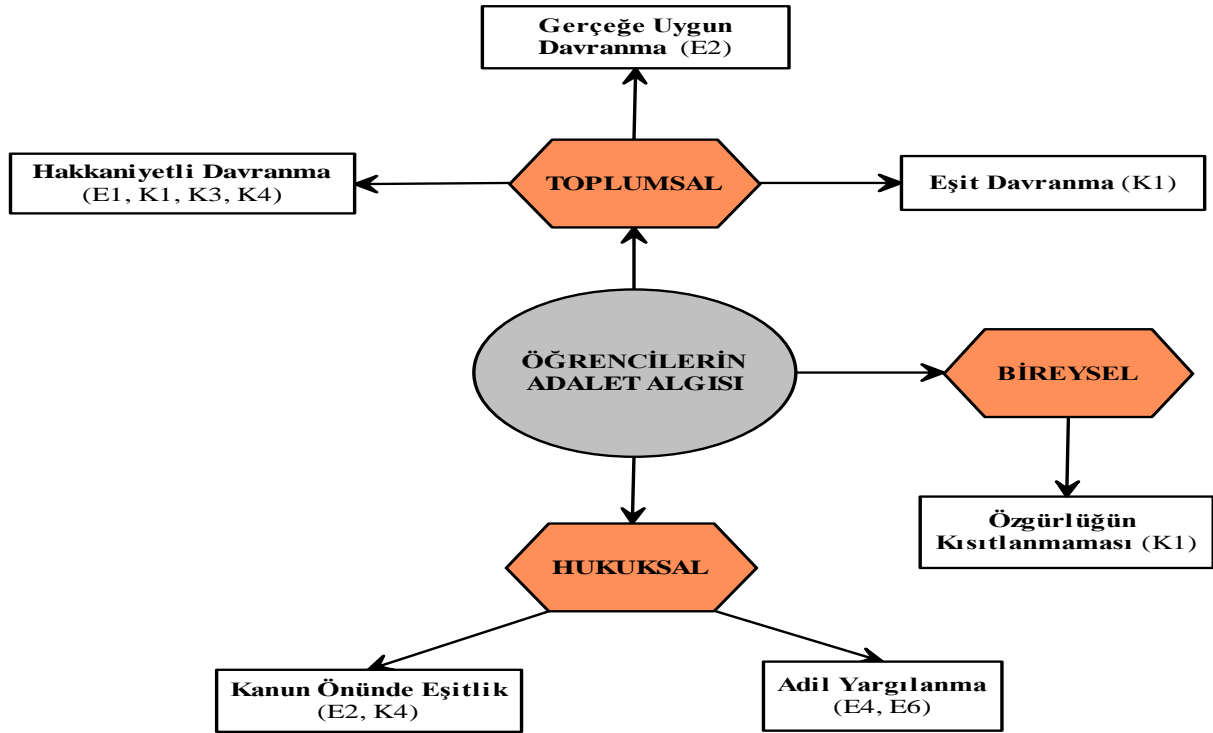 Gerçeğe Uygun
Davranma (E2)
Hakkaniyetli Davranma
(E1, K1, K3, K4)
TOPLUMSAL
Eşit Davranma (K1)
ÖĞRENCİLERİN
ADALET ALGISI
BİREYSEL
Özgürlüğün
Kısıtlanmaması (K1)
HUKUKSAL
Kanun Önünde Eşitlik
(E2, K4)
Adil Yargılanma
(E4, E6)